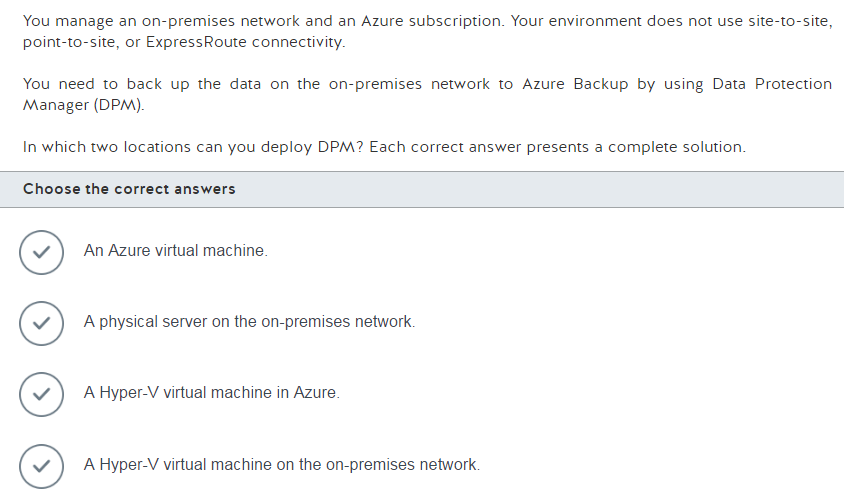 You manage an on-premises network and an Azure subscription. Your environment does not use site-to-site,
point-to-site, or ExpressRoute connectivity.
You need to back up the data on the on-premises network to Azure Backup by using Data Protection
Manager (DPM).
In which two locations can you deploy DPM? Each correct answer presents a complete solution.
Choose the correct answers
An Azure virtual machine.
A physical server on the on-premises network.
A Hyper-V virtual machine in Azure.
A Hyper-V virtual machine on the on-premises network.